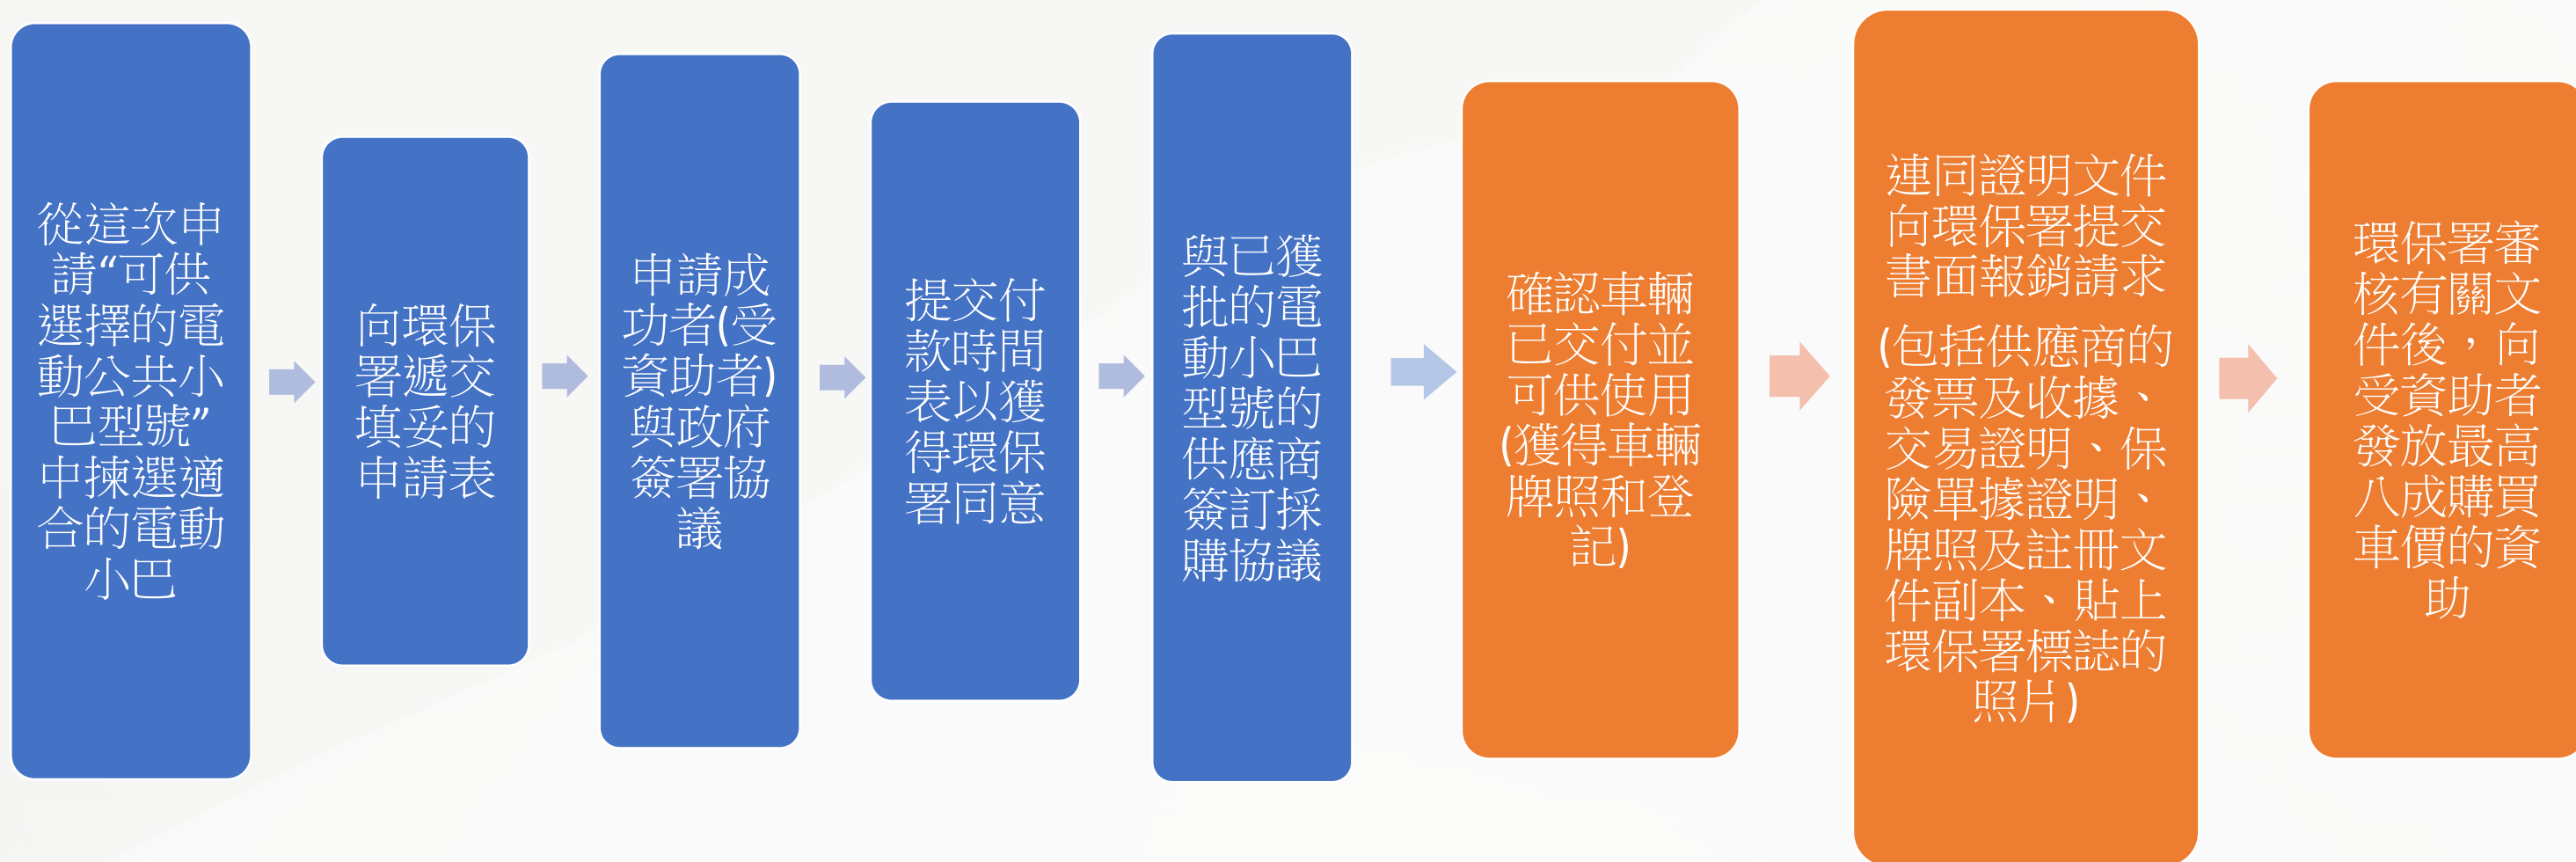 從這次申
請“可供
選擇的電
動公共小
巴型號”
中揀選適
合的電動
小巴
向環保
署遞交
填妥的
申請表
申請成
功者(受
資助者)
與政府
簽署協
議
提交付
款時間
表以獲
得環保
署同意
與已獲
批的電
動小巴
型號的
供應商
簽訂採
購協議
確認車輛
已交付並
可供使用
(獲得車輛
牌照和登
記)
連同證明文件
向環保署提交
書面報銷請求
(包括供應商的
發票及收據、
交易證明、保
險單據證明、
牌照及註冊文
件副本、貼上
環保署標誌的
照片)
環保署審
核有關文
件後，向
受資助者
發放最高
八成購買
車價的資
助